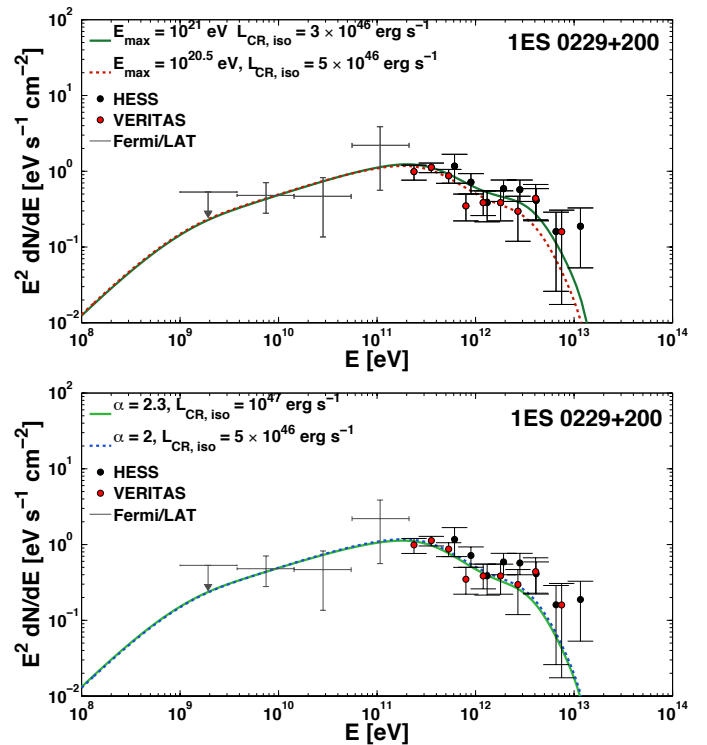 E_max = 10^21 eV L_CR, iso = 3 × 10^46 erg s^−1
E_max = 10^20.5 eV, L_CR, iso = 5 × 10^46 erg s^−1
1ES 0229+200
HESS
VERITAS
Fermi/LAT
E^2 dN/dE [eV s^−1 cm^−2]
10^2
10^1
10^0
10^−1
10^−2
10^8 10^9 10^10 10^11 10^12 10^13 10^14
E [eV]
α = 2.3, L_CR, iso = 10^47 erg s^−1
α = 2, L_CR, iso = 5 × 10^46 erg s^−1
1ES 0229+200
HESS
VERITAS
Fermi/LAT
E^2 dN/dE [eV s^−1 cm^−2]
10^2
10^1
10^0
10^−1
10^−2
10^8 10^9 10^10 10^11 10^12 10^13 10^14
E [eV]